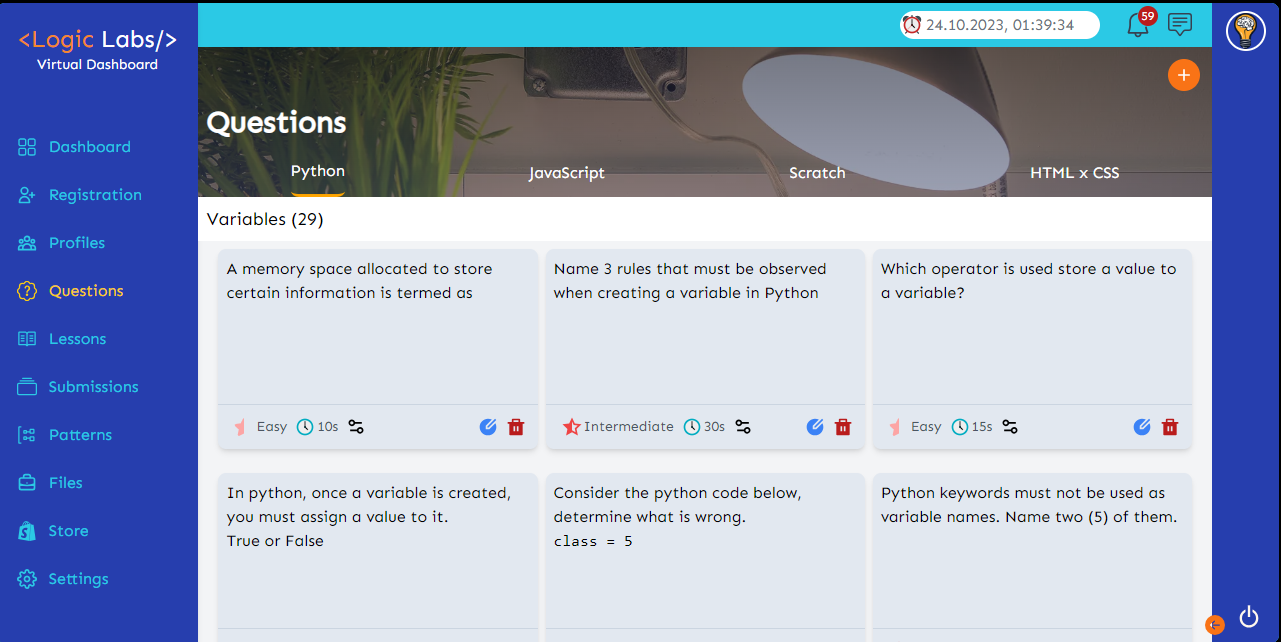 <Logic Labs/>
Virtual Dashboard
24.10.2023, 01:39:34
59
Dashboard
Registration
Profiles
Questions
Lessons
Submissions
Patterns
Files
Store
Settings
Questions
+
Python
JavaScript
Scratch
HTML x CSS
Variables (29)
A memory space allocated to store
certain information is termed as
Easy 10s
Name 3 rules that must be observed
when creating a variable in Python
Intermediate 30s
Which operator is used store a value to
a variable?
Easy 15s
In python, once a variable is created,
you must assign a value to it.
True or False
Consider the python code below,
determine what is wrong.
class = 5
Python keywords must not be used as
variable names. Name two (5) of them.